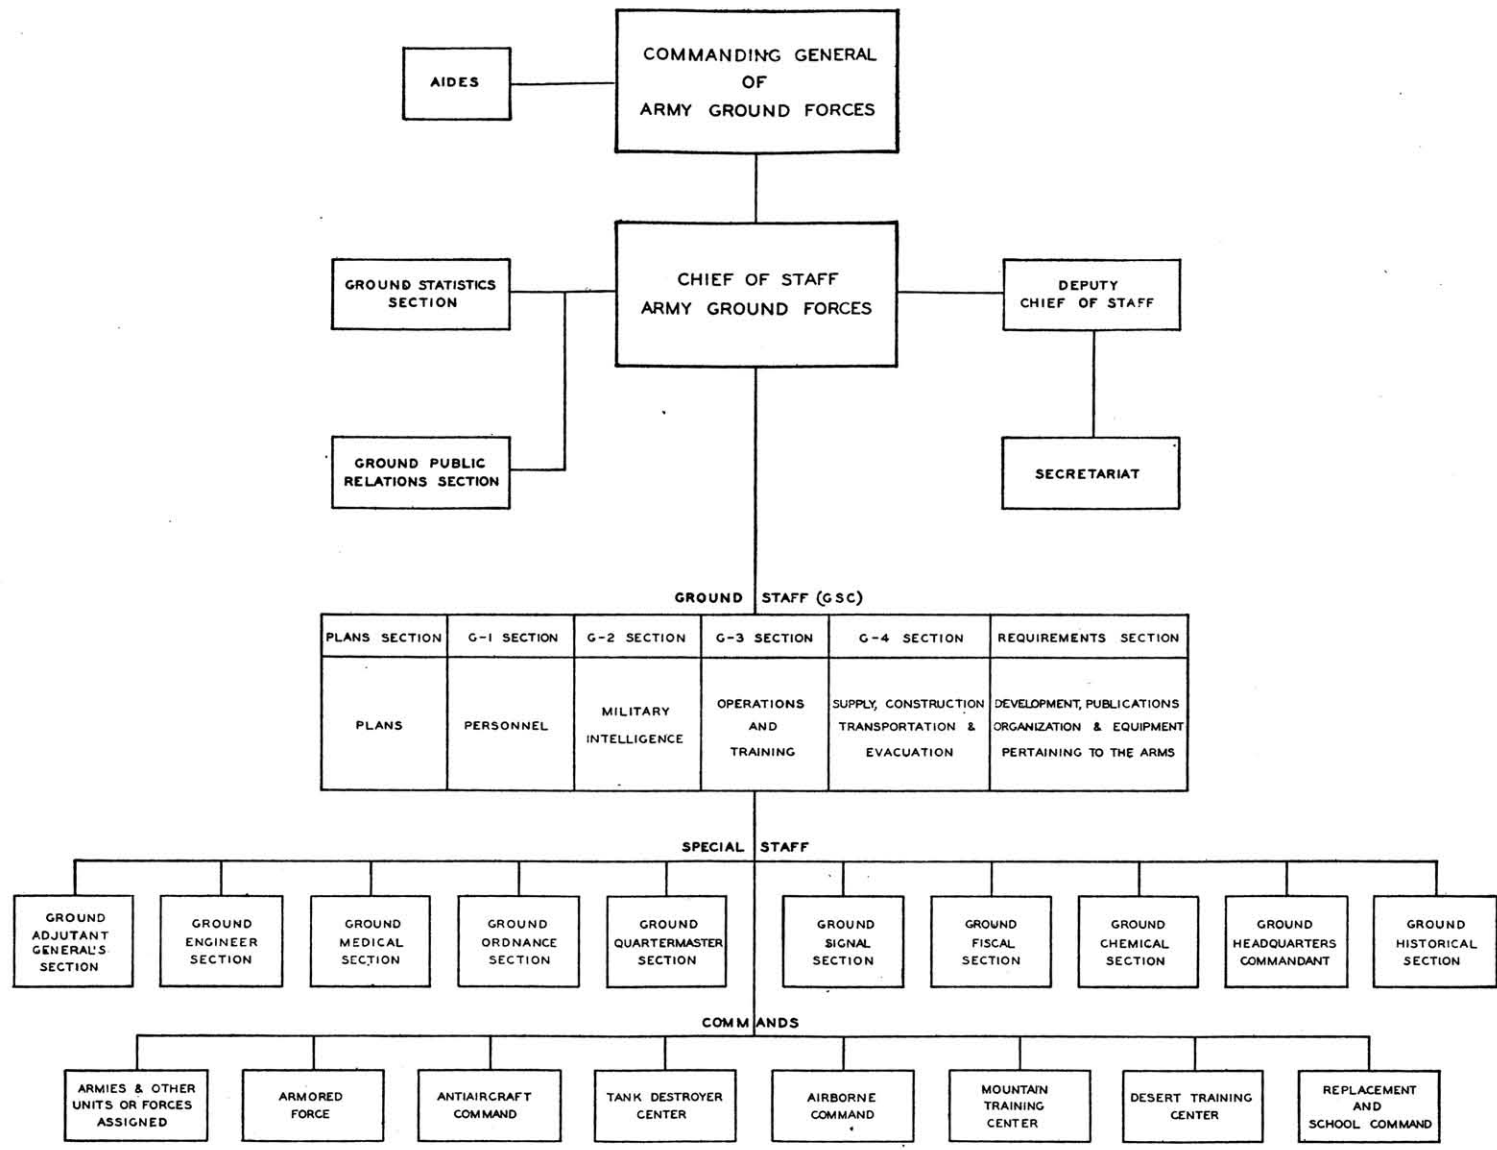 AIDES
COMMANDING GENERAL
OF
ARMY GROUND FORCES
GROUND STATISTICS
SECTION
CHIEF OF STAFF
ARMY GROUND FORCES
DEPUTY
CHIEF OF STAFF
GROUND PUBLIC
RELATIONS SECTION
SECRETARIAT
GROUND STAFF (GSC)
PLANS SECTION
G-1 SECTION
G-2 SECTION
G-3 SECTION
G-4 SECTION
REQUIREMENTS SECTION
PLANS
PERSONNEL
MILITARY
INTELLIGENCE
OPERATIONS
AND
TRAINING
SUPPLY, CONSTRUCTION
TRANSPORTATION &
EVACUATION
DEVELOPMENT, PUBLICATIONS
ORGANIZATION & EQUIPMENT
PERTAINING TO THE ARMS
SPECIAL STAFF
GROUND
ADJUTANT
GENERAL'S
SECTION
GROUND
ENGINEER
SECTION
GROUND
MEDICAL
SECTION
GROUND
ORDNANCE
SECTION
GROUND
QUARTERMASTER
SECTION
GROUND
SIGNAL
SECTION
GROUND
FISCAL
SECTION
GROUND
CHEMICAL
SECTION
GROUND
HEADQUARTERS
COMMANDANT
GROUND
HISTORICAL
SECTION
COMMANDS
ARMIES & OTHER
UNITS OR FORCES
ASSIGNED
ARMORED
FORCE
ANTIAIRCRAFT
COMMAND
TANK DESTROYER
CENTER
AIRBORNE
COMMAND
MOUNTAIN
TRAINING
CENTER
DESERT TRAINING
CENTER
REPLACEMENT
AND
SCHOOL COMMAND